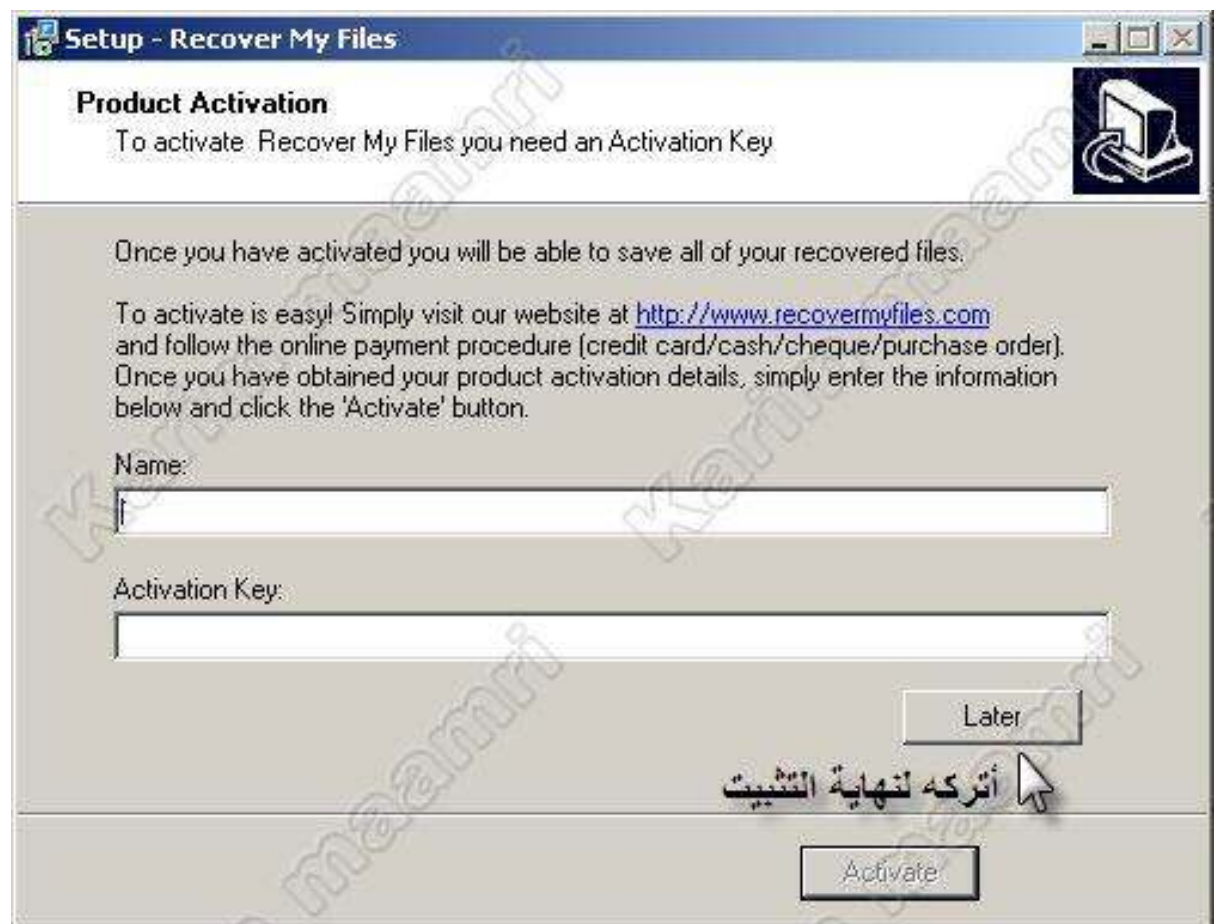 Setup - Recover My Files
Product Activation
To activate Recover My Files you need an Activation Key
Once you have activated you will be able to save all of your recovered files.
To activate is easy! Simply visit our website at http://www.recovermyfiles.com
and follow the online payment procedure (credit card/cash/cheque/purchase order).
Once you have obtained your product activation details, simply enter the information
below and click the 'Activate' button.
Name:
Activation Key:
Later
أتركه لنهاية التثبيت
Activate
Karim maamri